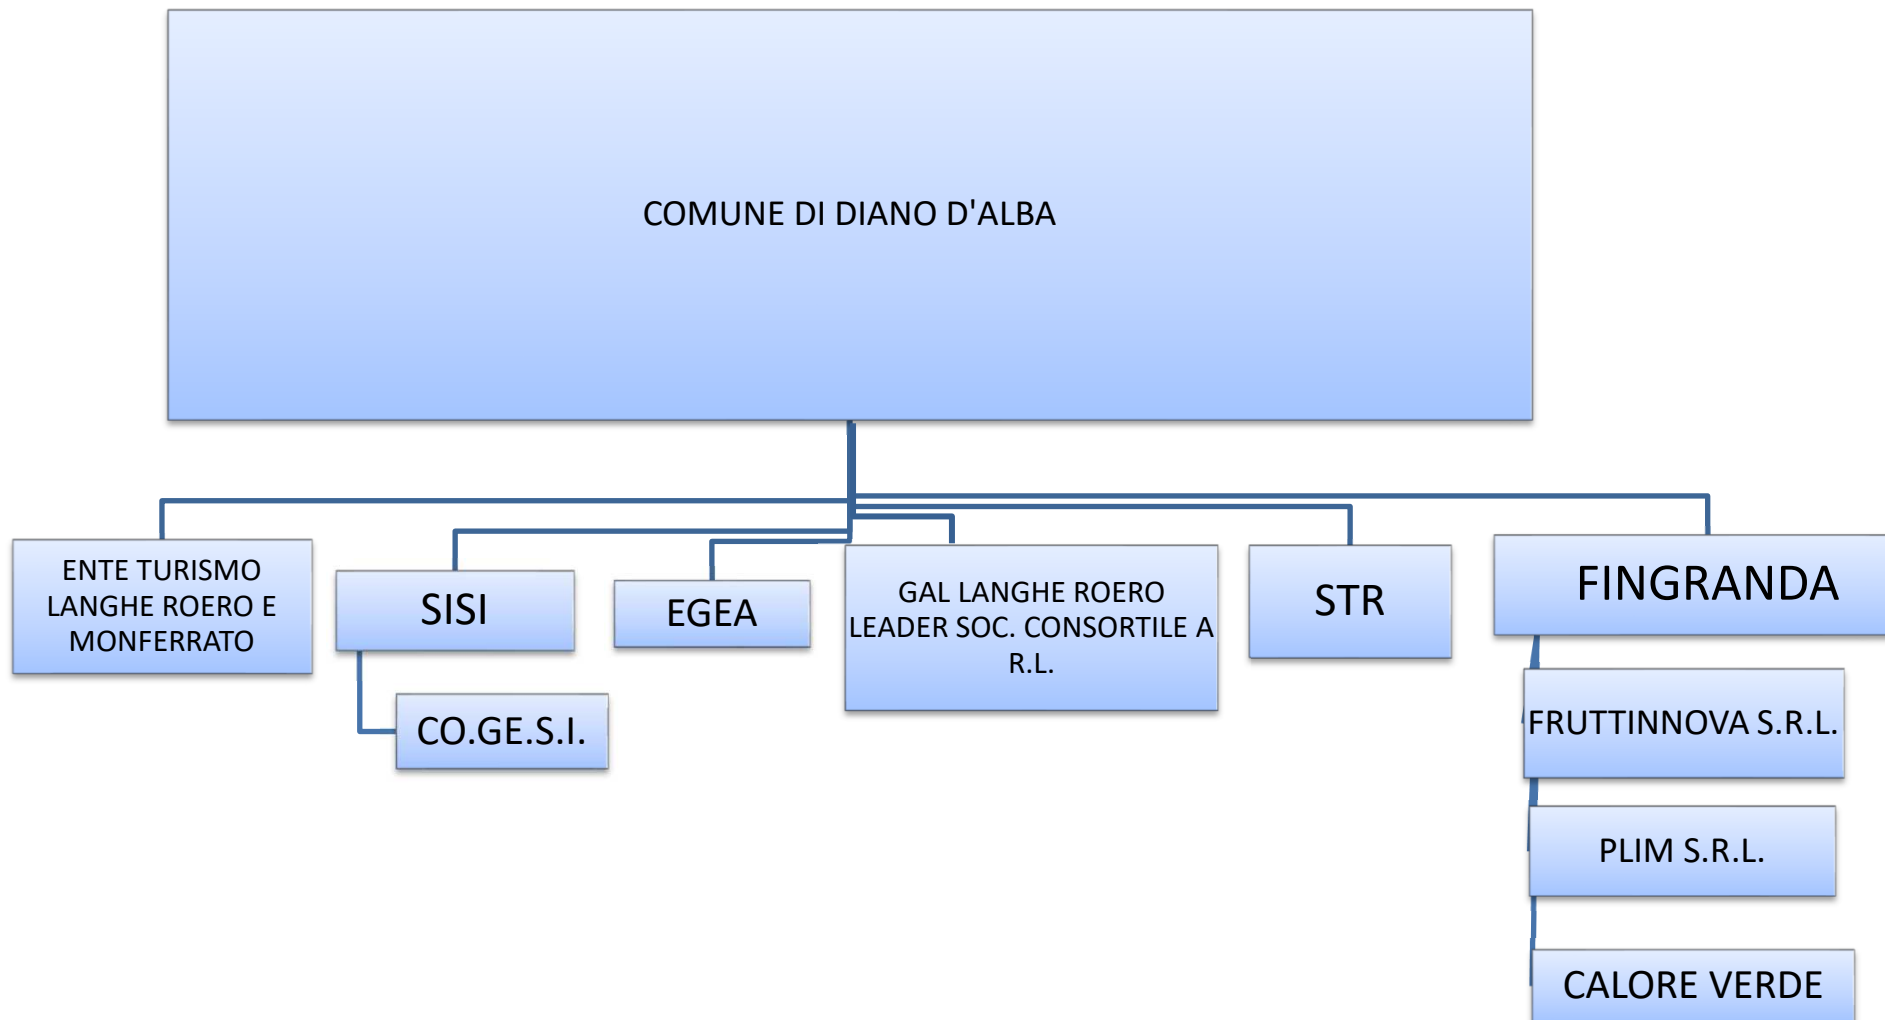 COMUNE DI DIANO D'ALBA
ENTE TURISMO
LANGHE ROERO E
MONFERRATO
SISI
EGEA
GAL LANGHE ROERO
LEADER SOC. CONSORTILE A
R.L.
STR
FINGRANDA
CO.GE.S.I.
FRUTTINNOVA S.R.L.
PLIM S.R.L.
CALORE VERDE